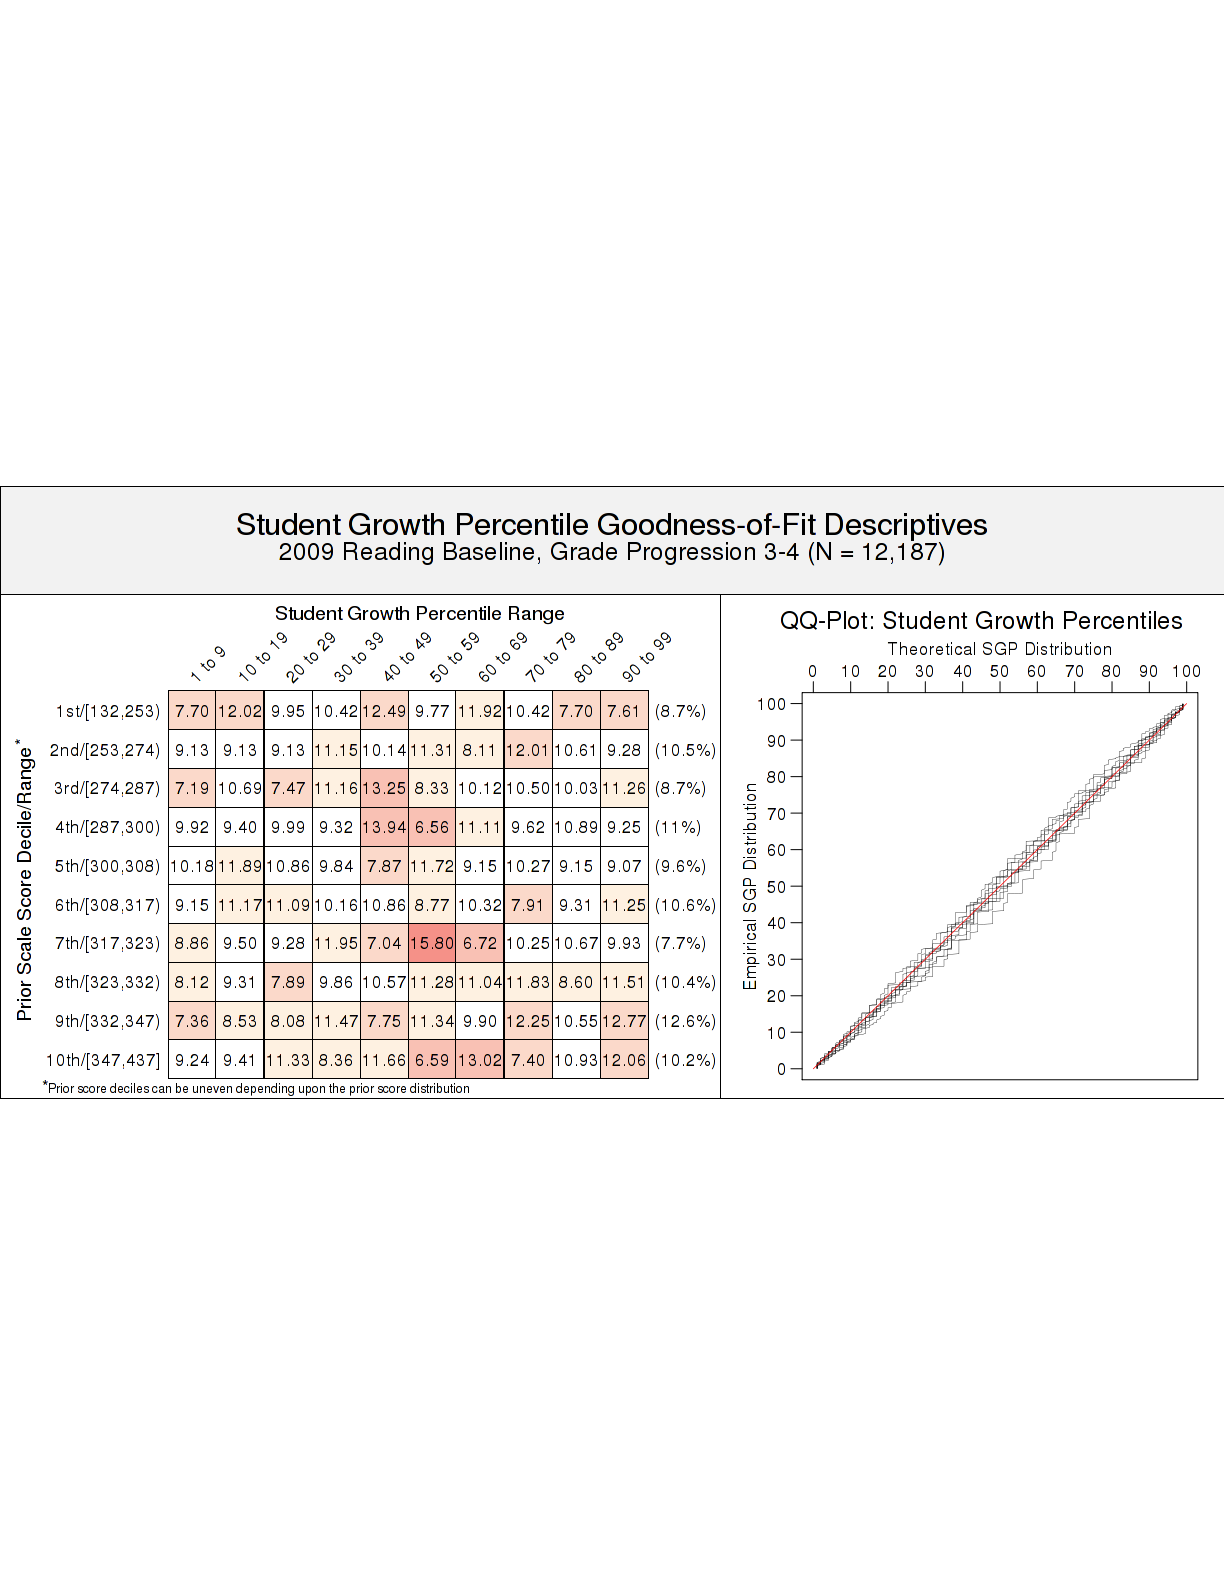 Student Growth Percentile Goodness-of-Fit Descriptives
2009 Reading Baseline, Grade Progression 3-4 (N = 12,187)
Student Growth Percentile Range
1 to 9 10 to 19 20 to 29 30 to 39 40 to 49 50 to 59 60 to 69 70 to 79 80 to 89 90 to 99
Prior Scale Score Decile/Range*
1st/[132,253) 7.70 12.02 9.95 10.42 12.49 9.77 11.92 10.42 7.70 7.61 (8.7%)
2nd/[253,274) 9.13 9.13 9.13 11.15 10.14 11.31 8.11 12.01 10.61 9.28 (10.5%)
3rd/[274,287) 7.19 10.69 7.47 11.16 13.25 8.33 10.12 10.50 10.03 11.26 (8.7%)
4th/[287,300) 9.92 9.40 9.99 9.32 13.94 6.56 11.11 9.62 10.89 9.25 (11%)
5th/[300,308) 10.18 11.89 10.86 9.84 7.87 11.72 9.15 10.27 9.15 9.07 (9.6%)
6th/[308,317) 9.15 11.17 11.09 10.16 10.86 8.77 10.32 7.91 9.31 11.25 (10.6%)
7th/[317,323) 8.86 9.50 9.28 11.95 7.04 15.80 6.72 10.25 10.67 9.93 (7.7%)
8th/[323,332) 8.12 9.31 7.89 9.86 10.57 11.28 11.04 11.83 8.60 11.51 (10.4%)
9th/[332,347) 7.36 8.53 8.08 11.47 7.75 11.34 9.90 12.25 10.55 12.77 (12.6%)
10th/[347,437] 9.24 9.41 11.33 8.36 11.66 6.59 13.02 7.40 10.93 12.06 (10.2%)
*Prior score deciles can be uneven depending upon the prior score distribution
QQ-Plot: Student Growth Percentiles
Theoretical SGP Distribution
0 10 20 30 40 50 60 70 80 90 100
Empirical SGP Distribution
100
90
80
70
60
50
40
30
20
10
0